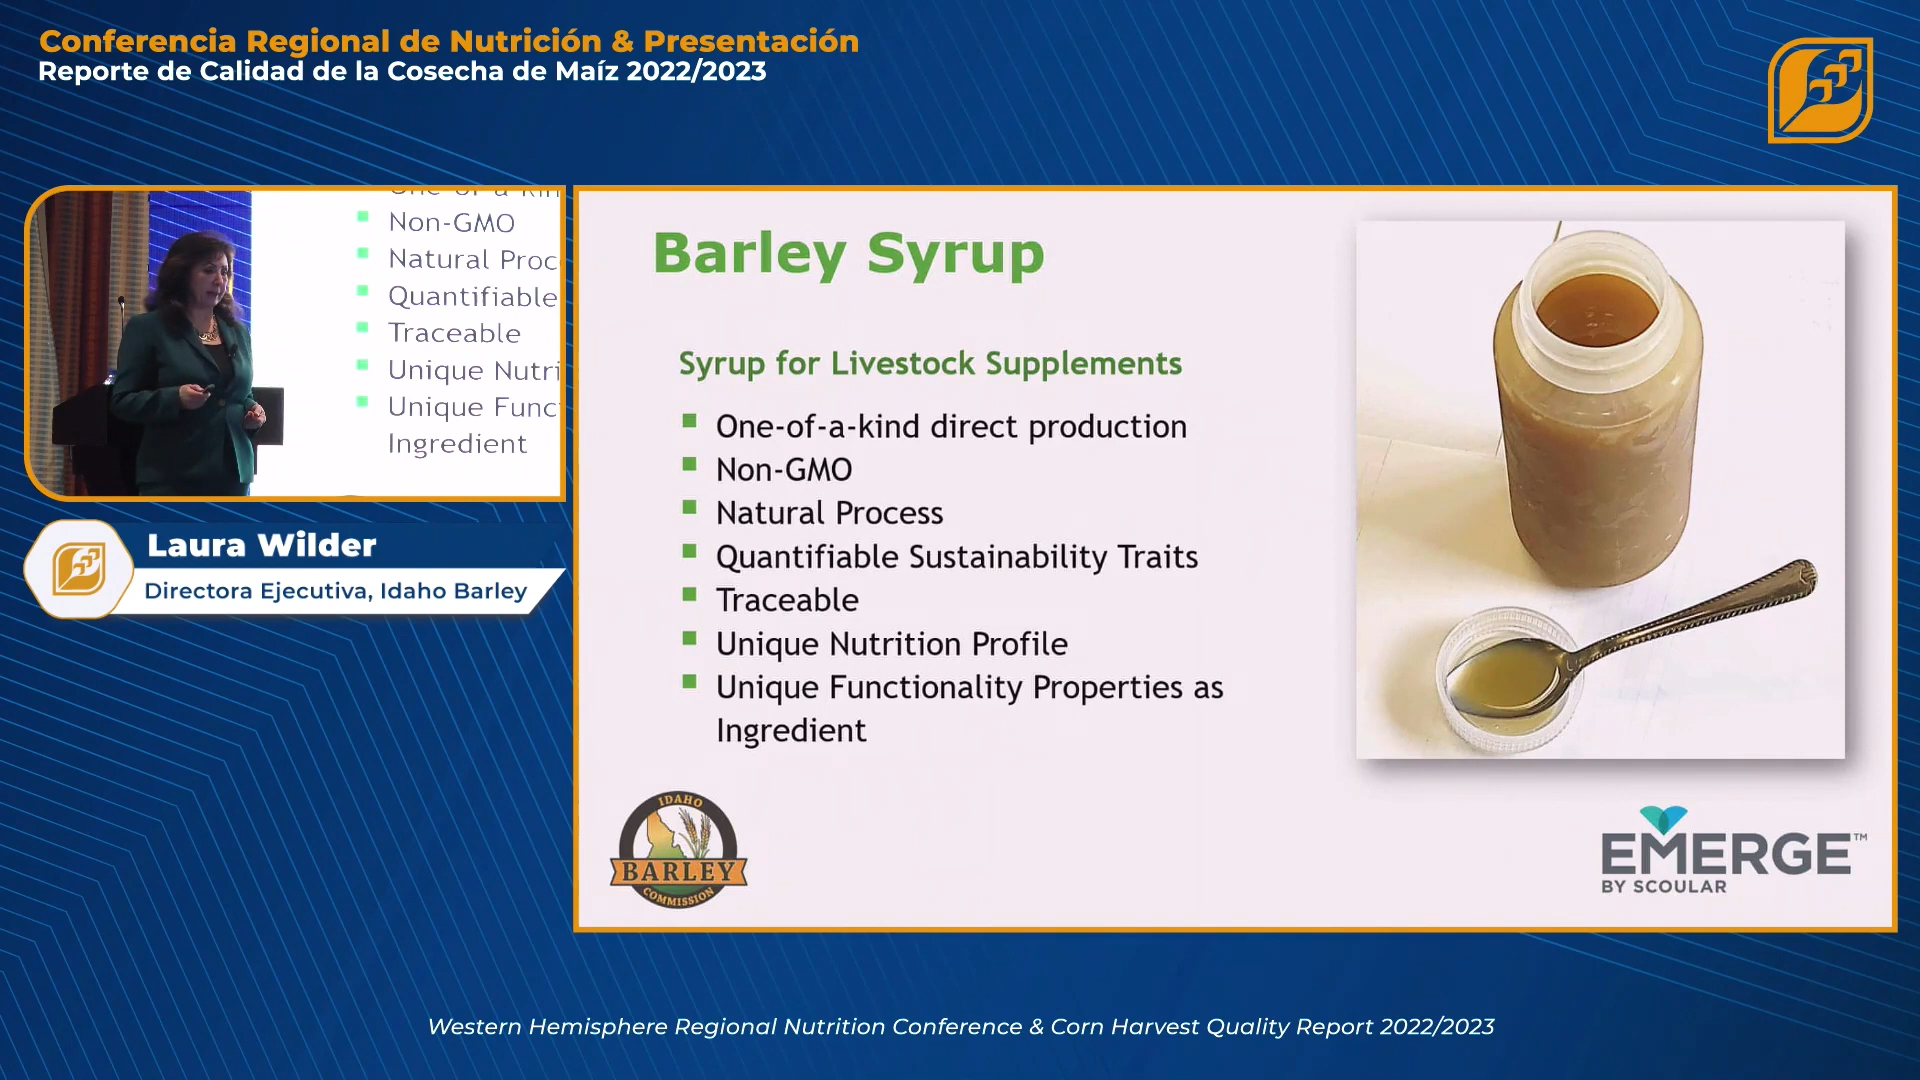 Conferencia Regional de Nutrición & Presentación
Reporte de Calidad de la Cosecha de Maíz 2022/2023
Non-GMO
Natural Proc
Quantifiable
Traceable
Unique Nutri
Unique Func
Ingredient
Laura Wilder
Directora Ejecutiva, Idaho Barley
Barley Syrup
Syrup for Livestock Supplements
One-of-a-kind direct production
Non-GMO
Natural Process
Quantifiable Sustainability Traits
Traceable
Unique Nutrition Profile
Unique Functionality Properties as
Ingredient
IDAHO
BARLEY
COMMISSION
EMERGE™
BY SCOULAR
Western Hemisphere Regional Nutrition Conference & Corn Harvest Quality Report 2022/2023